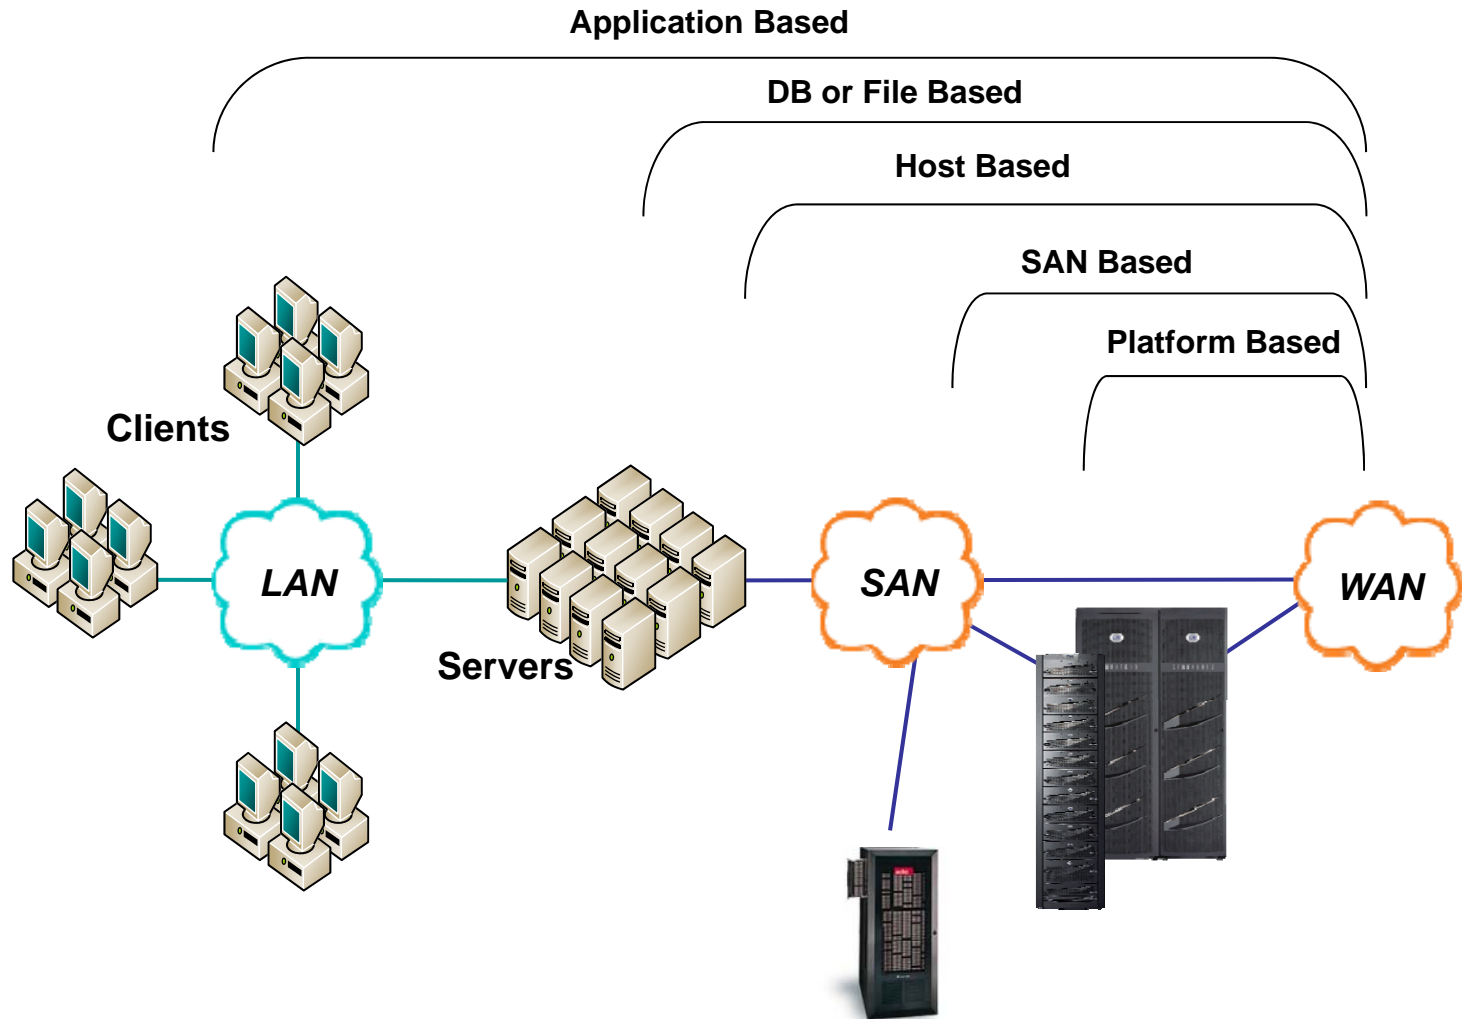 Application Based
DB or File Based
Host Based
SAN Based
Platform Based
Clients
LAN
SAN
WAN
Servers